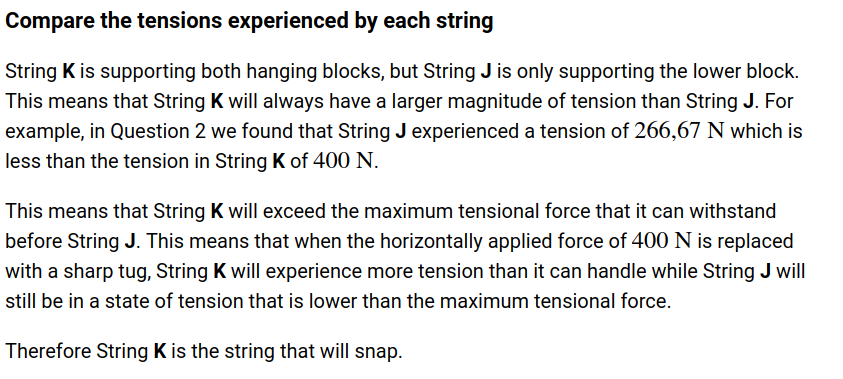 Compare the tensions experienced by each string
String K is supporting both hanging blocks, but String J is only supporting the lower block.
This means that String K will always have a larger magnitude of tension than String J. For
example, in Question 2 we found that String J experienced a tension of 266,67 N which is
less than the tension in String K of 400 N.
This means that String K will exceed the maximum tensional force that it can withstand
before String J. This means that when the horizontally applied force of 400 N is replaced
with a sharp tug, String K will experience more tension than it can handle while String J will
still be in a state of tension that is lower than the maximum tensional force.
Therefore String K is the string that will snap.